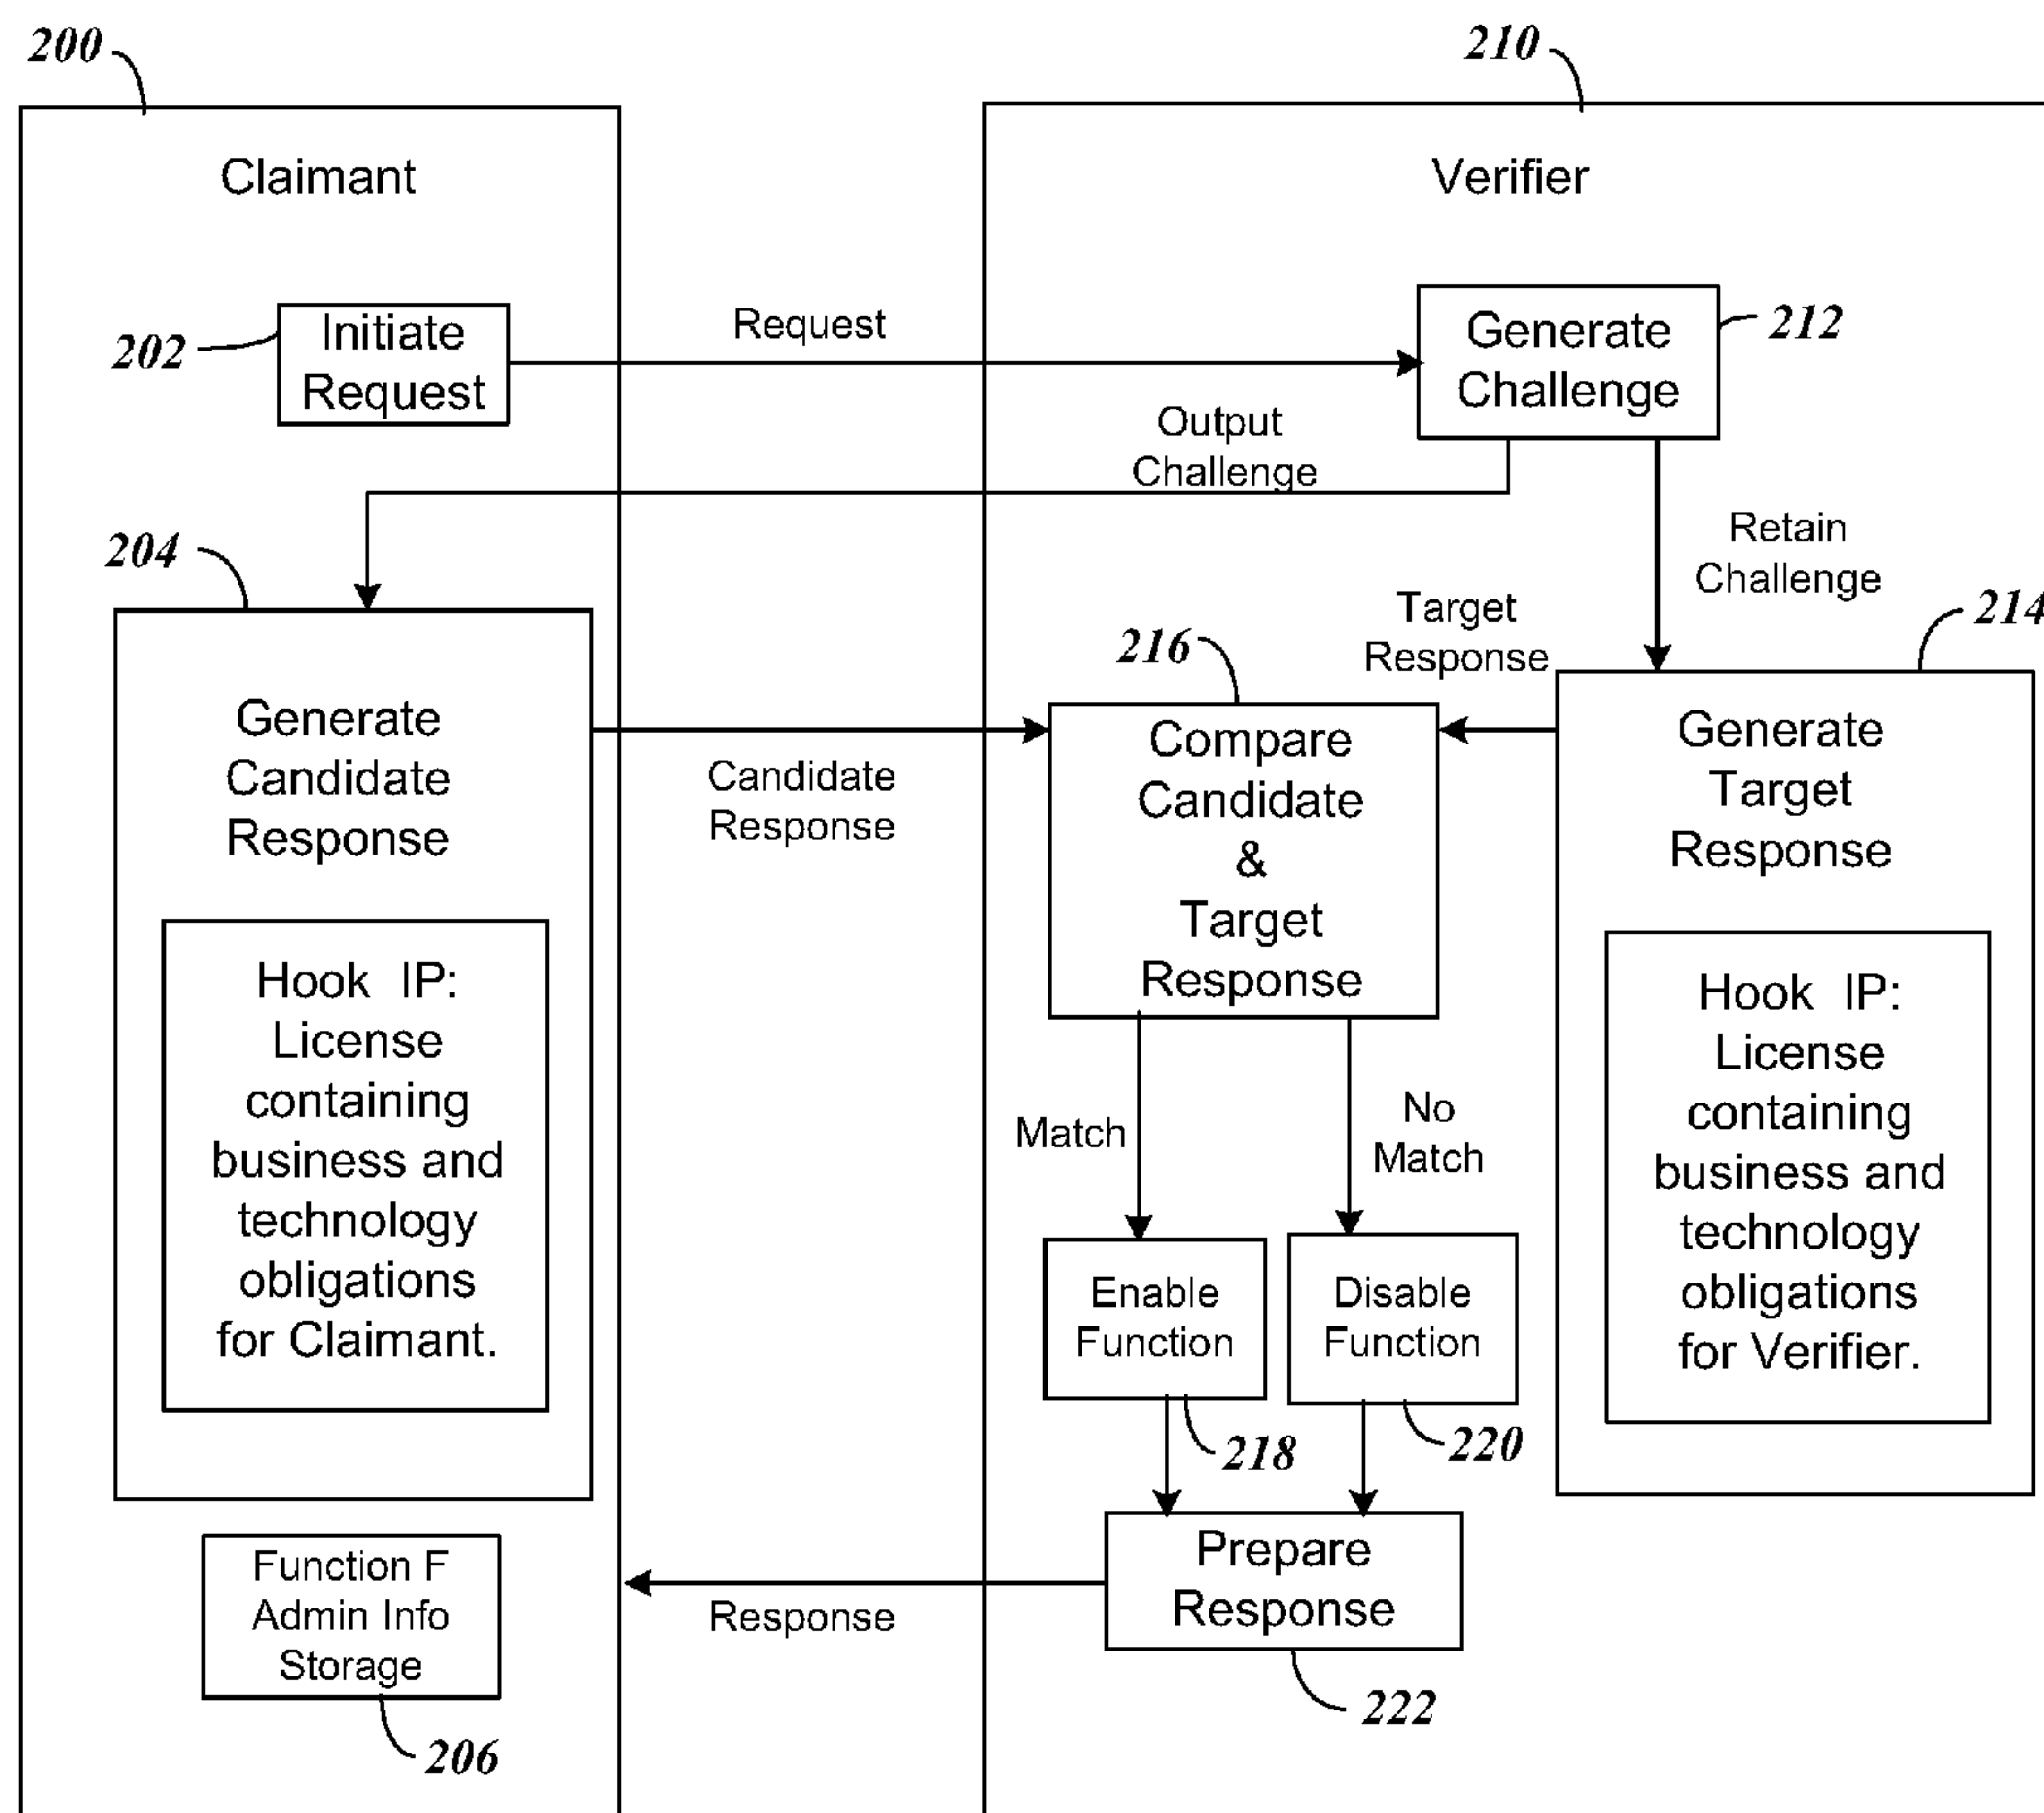 200
210
Claimant
Verifier
202
Initiate
Request
Request
Generate
Challenge
212
Output
Challenge
Retain
Challenge
204
214
Target
Response
216
Generate
Candidate
Response
Candidate
Response
Compare
Candidate
&
Target
Response
Generate
Target
Response
Hook IP:
License
containing
business and
technology
obligations
for Claimant.
Hook IP:
License
containing
business and
technology
obligations
for Verifier.
Match
No
Match
Enable
Function
Disable
Function
218
220
Function F
Admin Info
Storage
206
Response
Prepare
Response
222